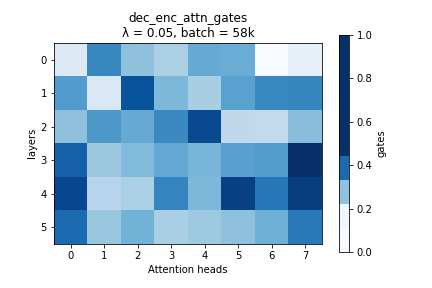 dec_enc_attn_gates
λ = 0.05, batch = 58k
0
1
2
3
4
5
layers
0 1 2 3 4 5 6 7
Attention heads
1.0
0.8
0.6
0.4
0.2
0.0
gates